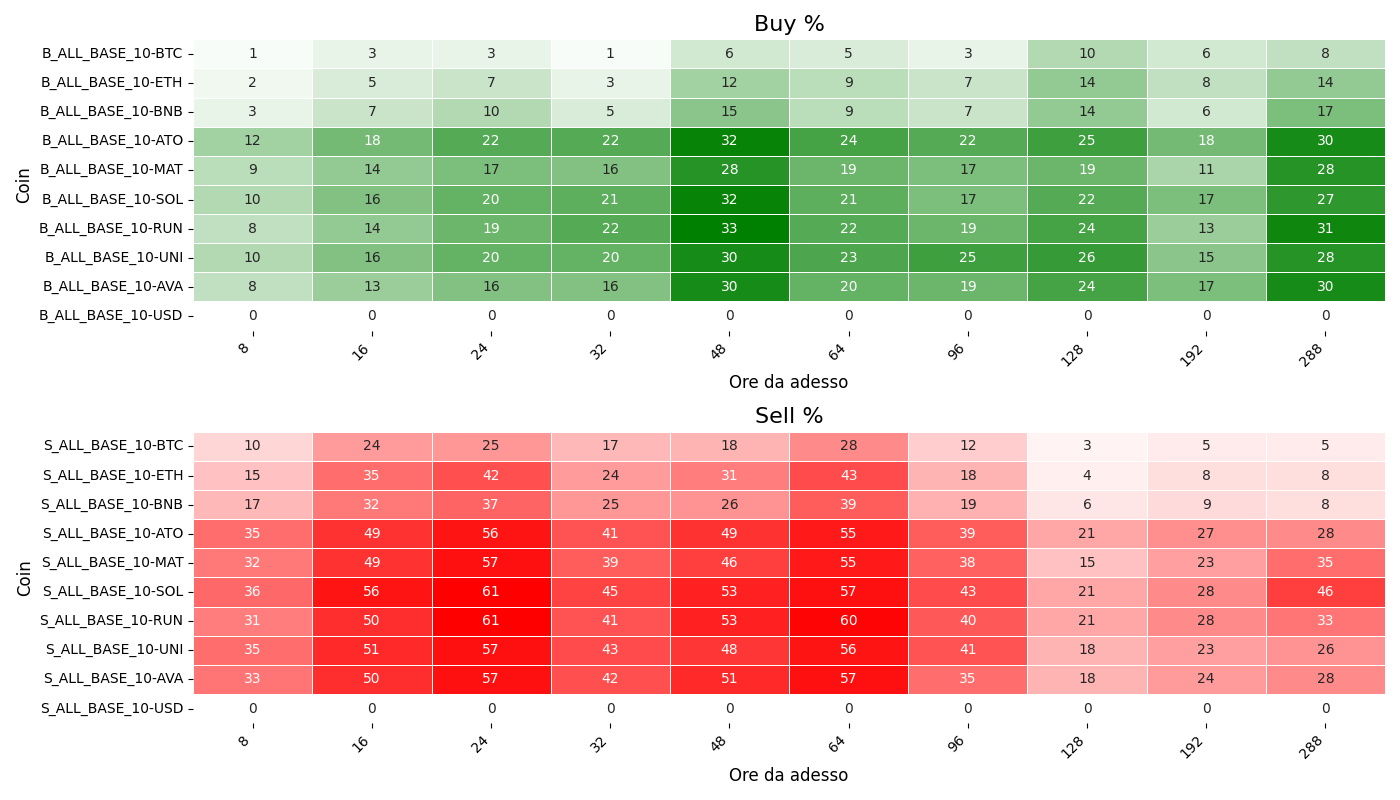 Buy %
Coin
B_ALL_BASE_10-BTC 1 3 3 1 6 5 3 10 6 8
B_ALL_BASE_10-ETH 2 5 7 3 12 9 7 14 8 14
B_ALL_BASE_10-BNB 3 7 10 5 15 9 7 14 6 17
B_ALL_BASE_10-ATO 12 18 22 22 32 24 22 25 18 30
B_ALL_BASE_10-MAT 9 14 17 16 28 19 17 19 11 28
B_ALL_BASE_10-SOL 10 16 20 21 32 21 17 22 17 27
B_ALL_BASE_10-RUN 8 14 19 22 33 22 19 24 13 31
B_ALL_BASE_10-UNI 10 16 20 20 30 23 25 26 15 28
B_ALL_BASE_10-AVA 8 13 16 16 30 20 19 24 17 30
B_ALL_BASE_10-USD 0 0 0 0 0 0 0 0 0 0
8 16 24 32 48 64 96 128 192 288
Ore da adesso
Sell %
Coin
S_ALL_BASE_10-BTC 10 24 25 17 18 28 12 3 5 5
S_ALL_BASE_10-ETH 15 35 42 24 31 43 18 4 8 8
S_ALL_BASE_10-BNB 17 32 37 25 26 39 19 6 9 8
S_ALL_BASE_10-ATO 35 49 56 41 49 55 39 21 27 28
S_ALL_BASE_10-MAT 32 49 57 39 46 55 38 15 23 35
S_ALL_BASE_10-SOL 36 56 61 45 53 57 43 21 28 46
S_ALL_BASE_10-RUN 31 50 61 41 53 60 40 21 28 33
S_ALL_BASE_10-UNI 35 51 57 43 48 56 41 18 23 26
S_ALL_BASE_10-AVA 33 50 57 42 51 57 35 18 24 28
S_ALL_BASE_10-USD 0 0 0 0 0 0 0 0 0 0
8 16 24 32 48 64 96 128 192 288
Ore da adesso